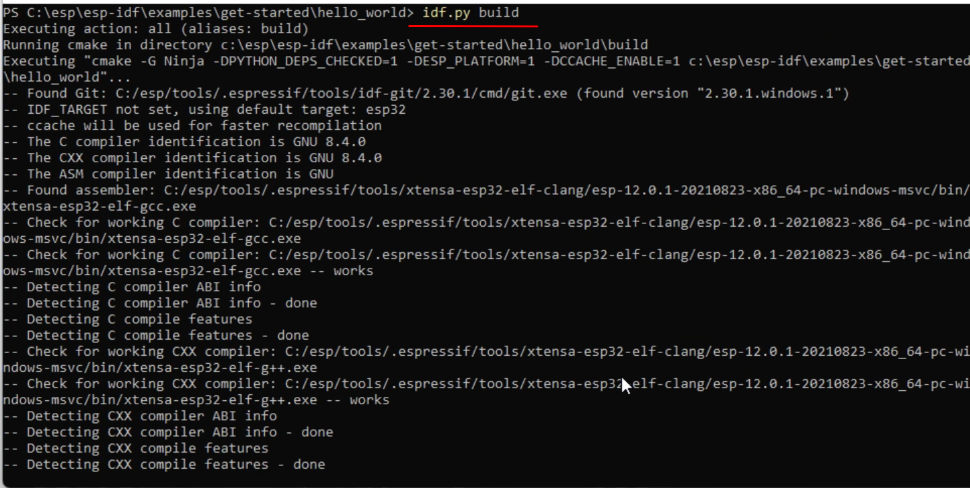 PS C:\esp\esp-idf\examples\get-started\hello_world> idf.py build
Executing action: all (aliases: build)
Running cmake in directory c:\esp\esp-idf\examples\get-started\hello_world\build
Executing "cmake -G Ninja -DPYTHON_DEPS_CHECKED=1 -DESP_PLATFORM=1 -DCCACHE_ENABLE=1 c:\esp\esp-idf\examples\get-started
\hello_world"...
-- Found Git: C:/esp/tools/.espressif/tools/idf-git/2.30.1/cmd/git.exe (found version "2.30.1.windows.1")
-- IDF_TARGET not set, using default target: esp32
-- ccache will be used for faster recompilation
-- The C compiler identification is GNU 8.4.0
-- The CXX compiler identification is GNU 8.4.0
-- The ASM compiler identification is GNU
-- Found assembler: C:/esp/tools/.espressif/tools/xtensa-esp32-elf-clang/esp-12.0.1-20210823-x86_64-pc-windows-msvc/bin/
xtensa-esp32-elf-gcc.exe
-- Check for working C compiler: C:/esp/tools/.espressif/tools/xtensa-esp32-elf-clang/esp-12.0.1-20210823-x86_64-pc-wind
ows-msvc/bin/xtensa-esp32-elf-gcc.exe
-- Check for working C compiler: C:/esp/tools/.espressif/tools/xtensa-esp32-elf-clang/esp-12.0.1-20210823-x86_64-pc-wind
ows-msvc/bin/xtensa-esp32-elf-gcc.exe -- works
-- Detecting C compiler ABI info
-- Detecting C compiler ABI info - done
-- Detecting C compile features
-- Detecting C compile features - done
-- Check for working CXX compiler: C:/esp/tools/.espressif/tools/xtensa-esp32-elf-clang/esp-12.0.1-20210823-x86_64-pc-wi
ndows-msvc/bin/xtensa-esp32-elf-g++.exe
-- Check for working CXX compiler: C:/esp/tools/.espressif/tools/xtensa-esp32-elf-clang/esp-12.0.1-20210823-x86_64-pc-wi
ndows-msvc/bin/xtensa-esp32-elf-g++.exe -- works
-- Detecting CXX compiler ABI info
-- Detecting CXX compiler ABI info - done
-- Detecting CXX compile features
-- Detecting CXX compile features - done